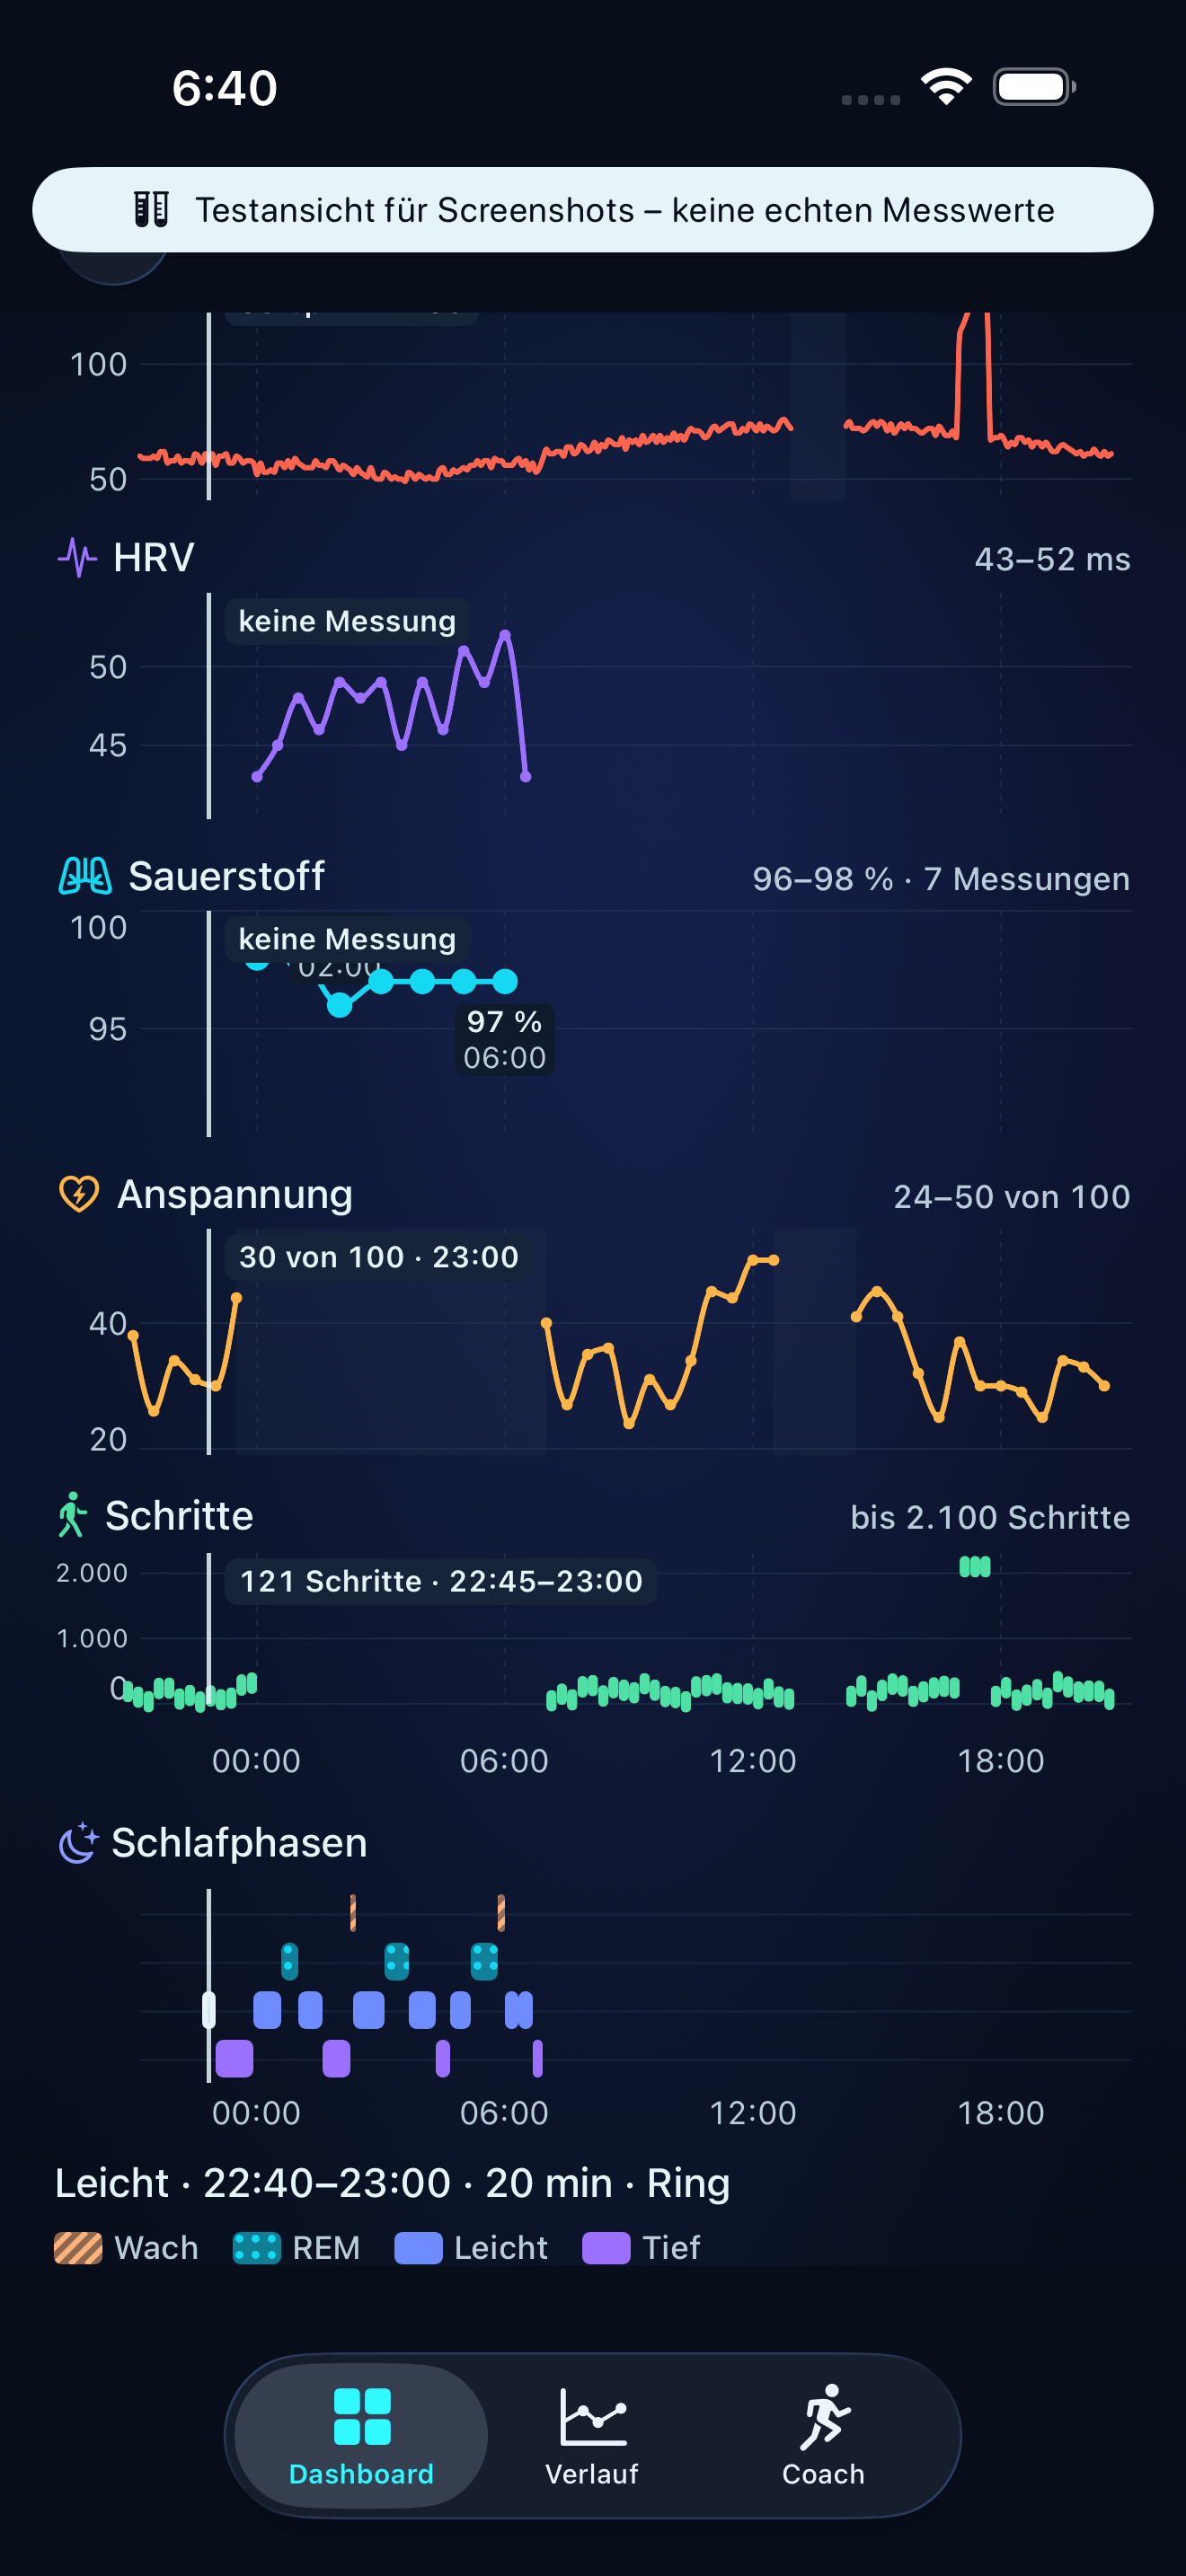 6:40
Testansicht für Screenshots – keine echten Messwerte
100
50
HRV
43–52 ms
keine Messung
50
45
Sauerstoff
96–98 % · 7 Messungen
100
keine Messung
02:00
95
97 %
06:00
Anspannung
24–50 von 100
30 von 100 · 23:00
40
20
Schritte
bis 2.100 Schritte
2.000
121 Schritte · 22:45–23:00
1.000
0
00:00 06:00 12:00 18:00
Schlafphasen
00:00 06:00 12:00 18:00
Leicht · 22:40–23:00 · 20 min · Ring
Wach REM Leicht Tief
Dashboard Verlauf Coach